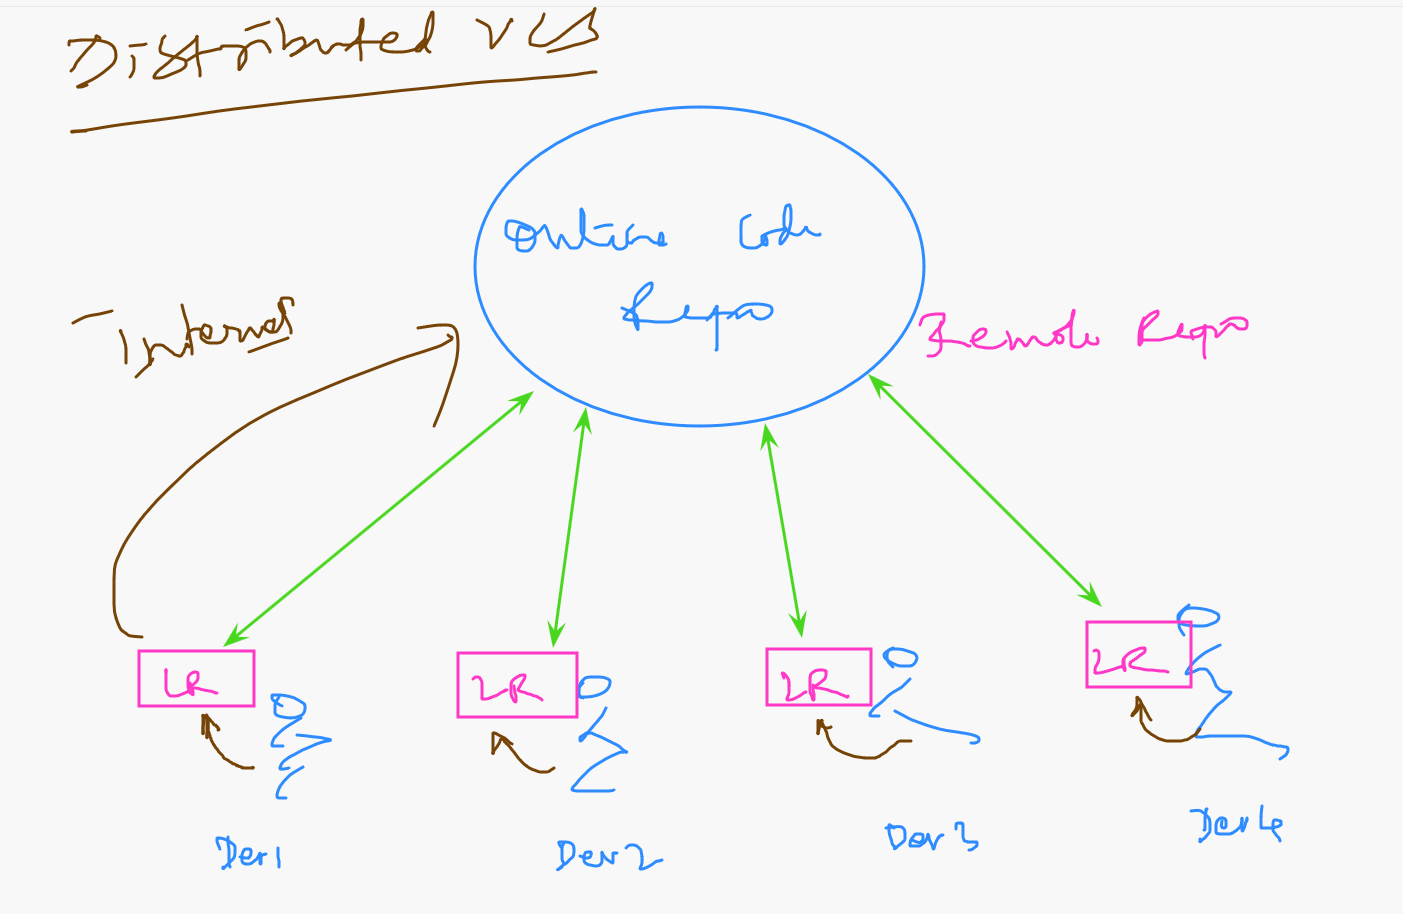 Distributed VCS
Online Code
Repo
Internet
Remote Repo
LR
LR
LR
LR
Dev1
Dev2
Dev3
Dev4